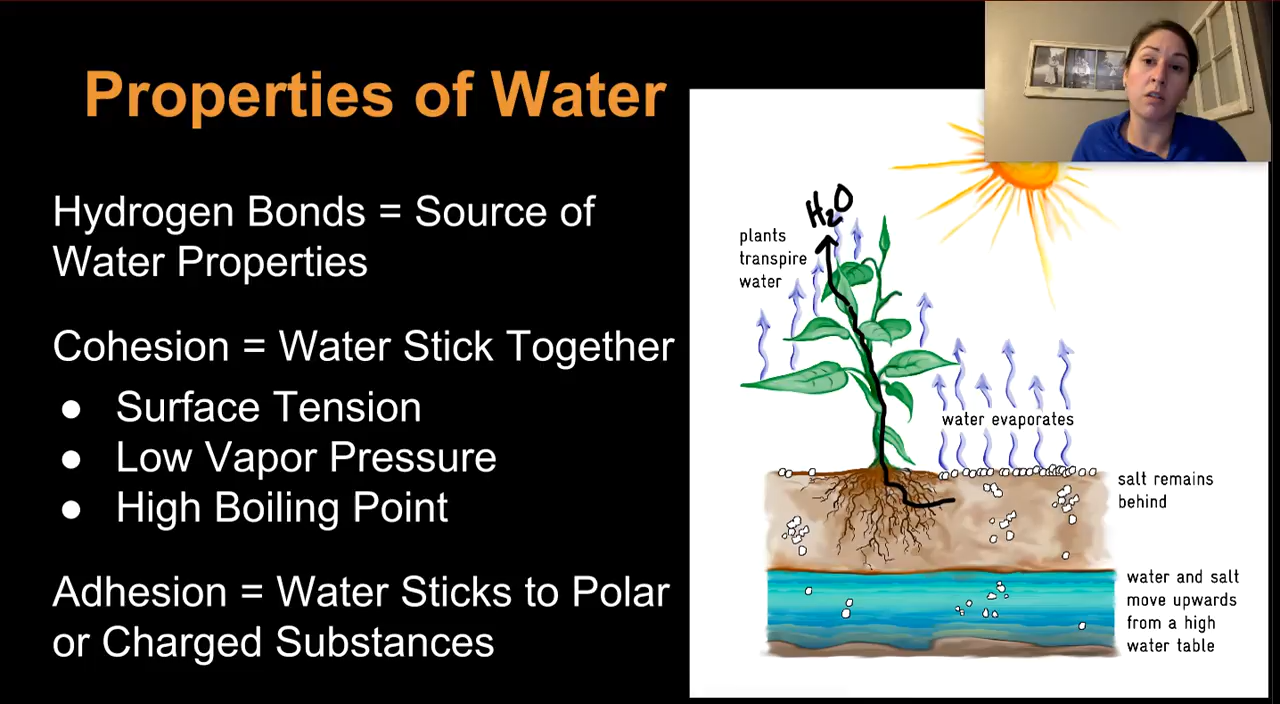 Properties of Water
Hydrogen Bonds = Source of
Water Properties
Cohesion = Water Stick Together
● Surface Tension
● Low Vapor Pressure
● High Boiling Point
Adhesion = Water Sticks to Polar
or Charged Substances
H₂O
plants
transpire
water
water evaporates
salt remains
behind
water and salt
move upwards
from a high
water table